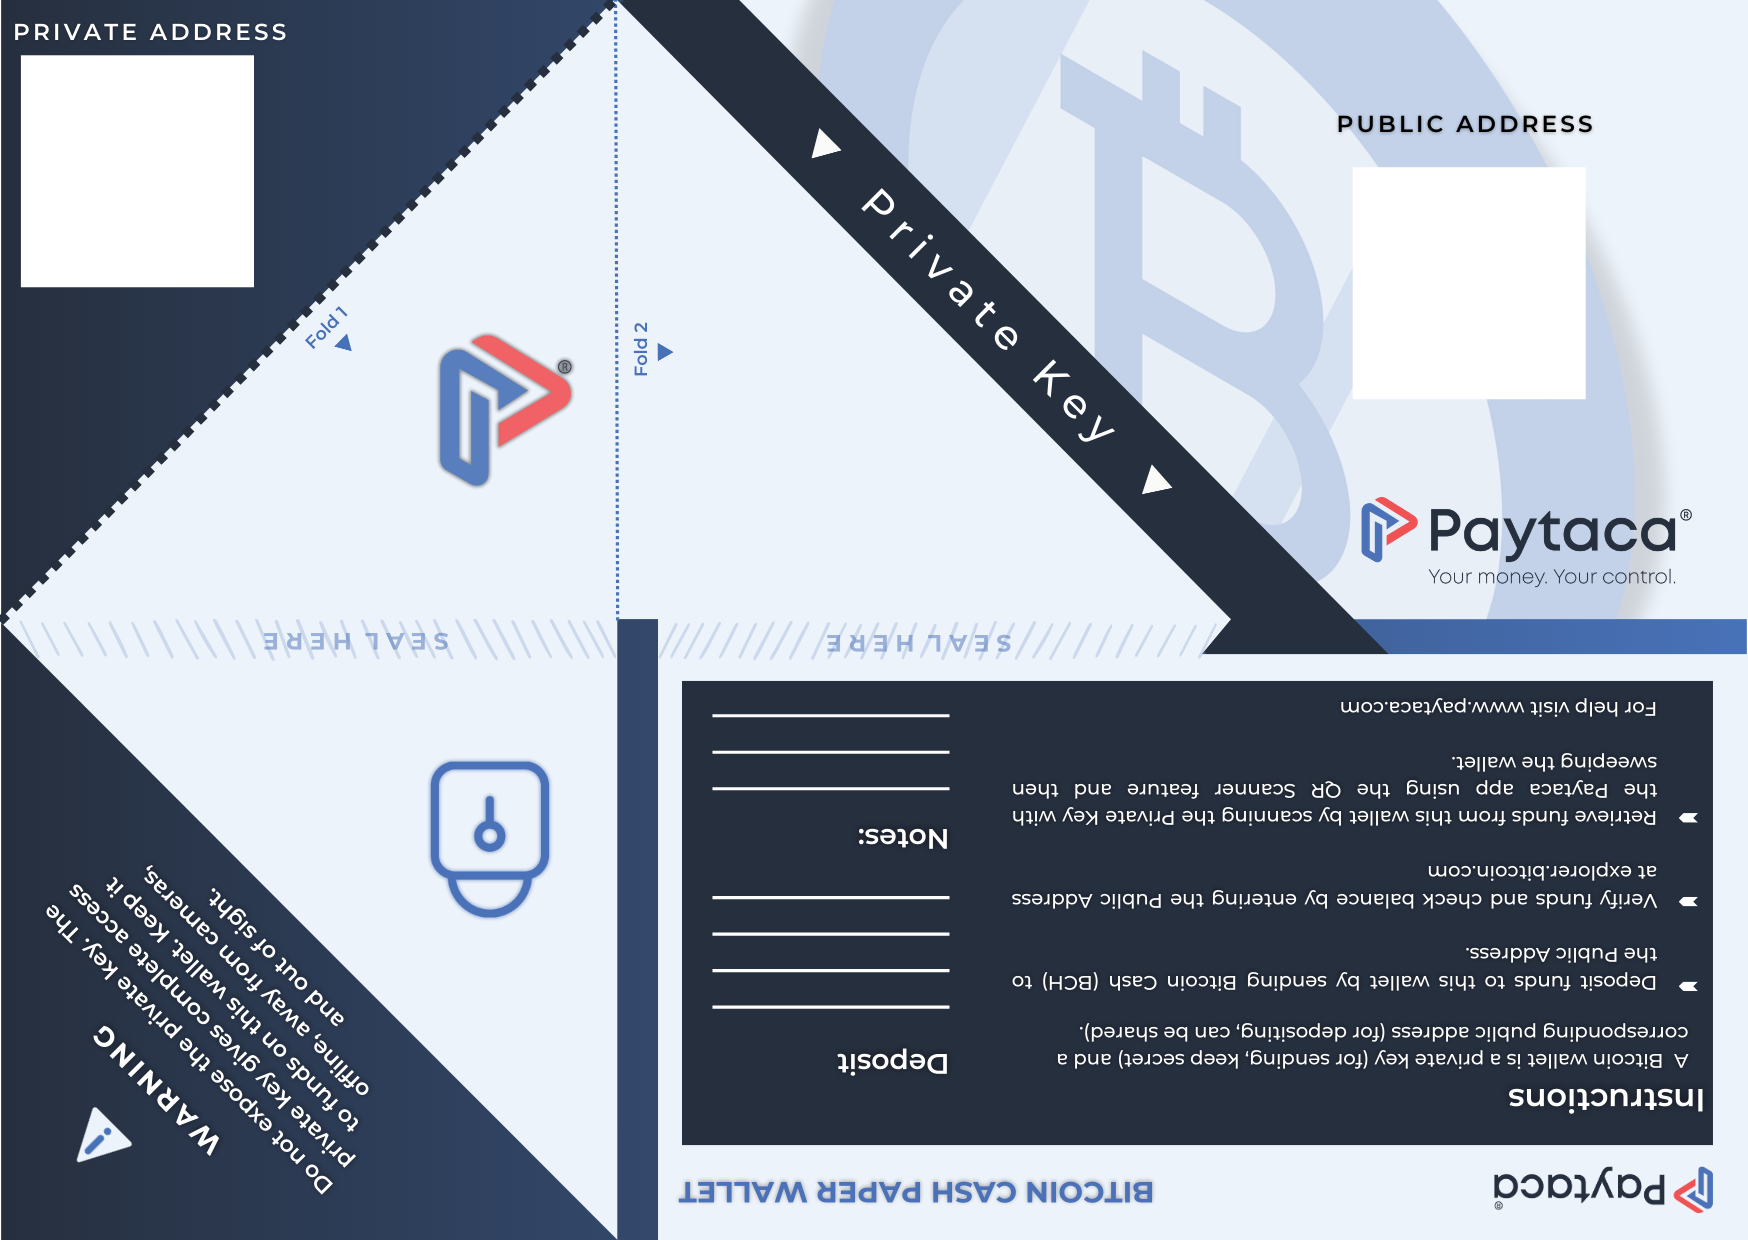 PRIVATE ADDRESS
PUBLIC ADDRESS
Fold 1
Fold 2
Private Key
®
Paytaca®
Your money. Your control.
SEAL HERE
SEAL HERE
WARNING
Do not expose the private key. The
private key gives complete access
to funds on this wallet. Keep it
offline, away from cameras,
and out of sight.
Paytaca®
BITCOIN CASH PAPER WALLET
Instructions
A Bitcoin wallet is a private key (for sending, keep secret) and a
corresponding public address (for depositing, can be shared).
Deposit funds to this wallet by sending Bitcoin Cash (BCH) to
the Public Address.
Verify funds and check balance by entering the Public Address
at explorer.bitcoin.com
Retrieve funds from this wallet by scanning the Private Key with
the Paytaca app using the QR Scanner feature and then
sweeping the wallet.
For help visit www.paytaca.com
Deposit
Notes: